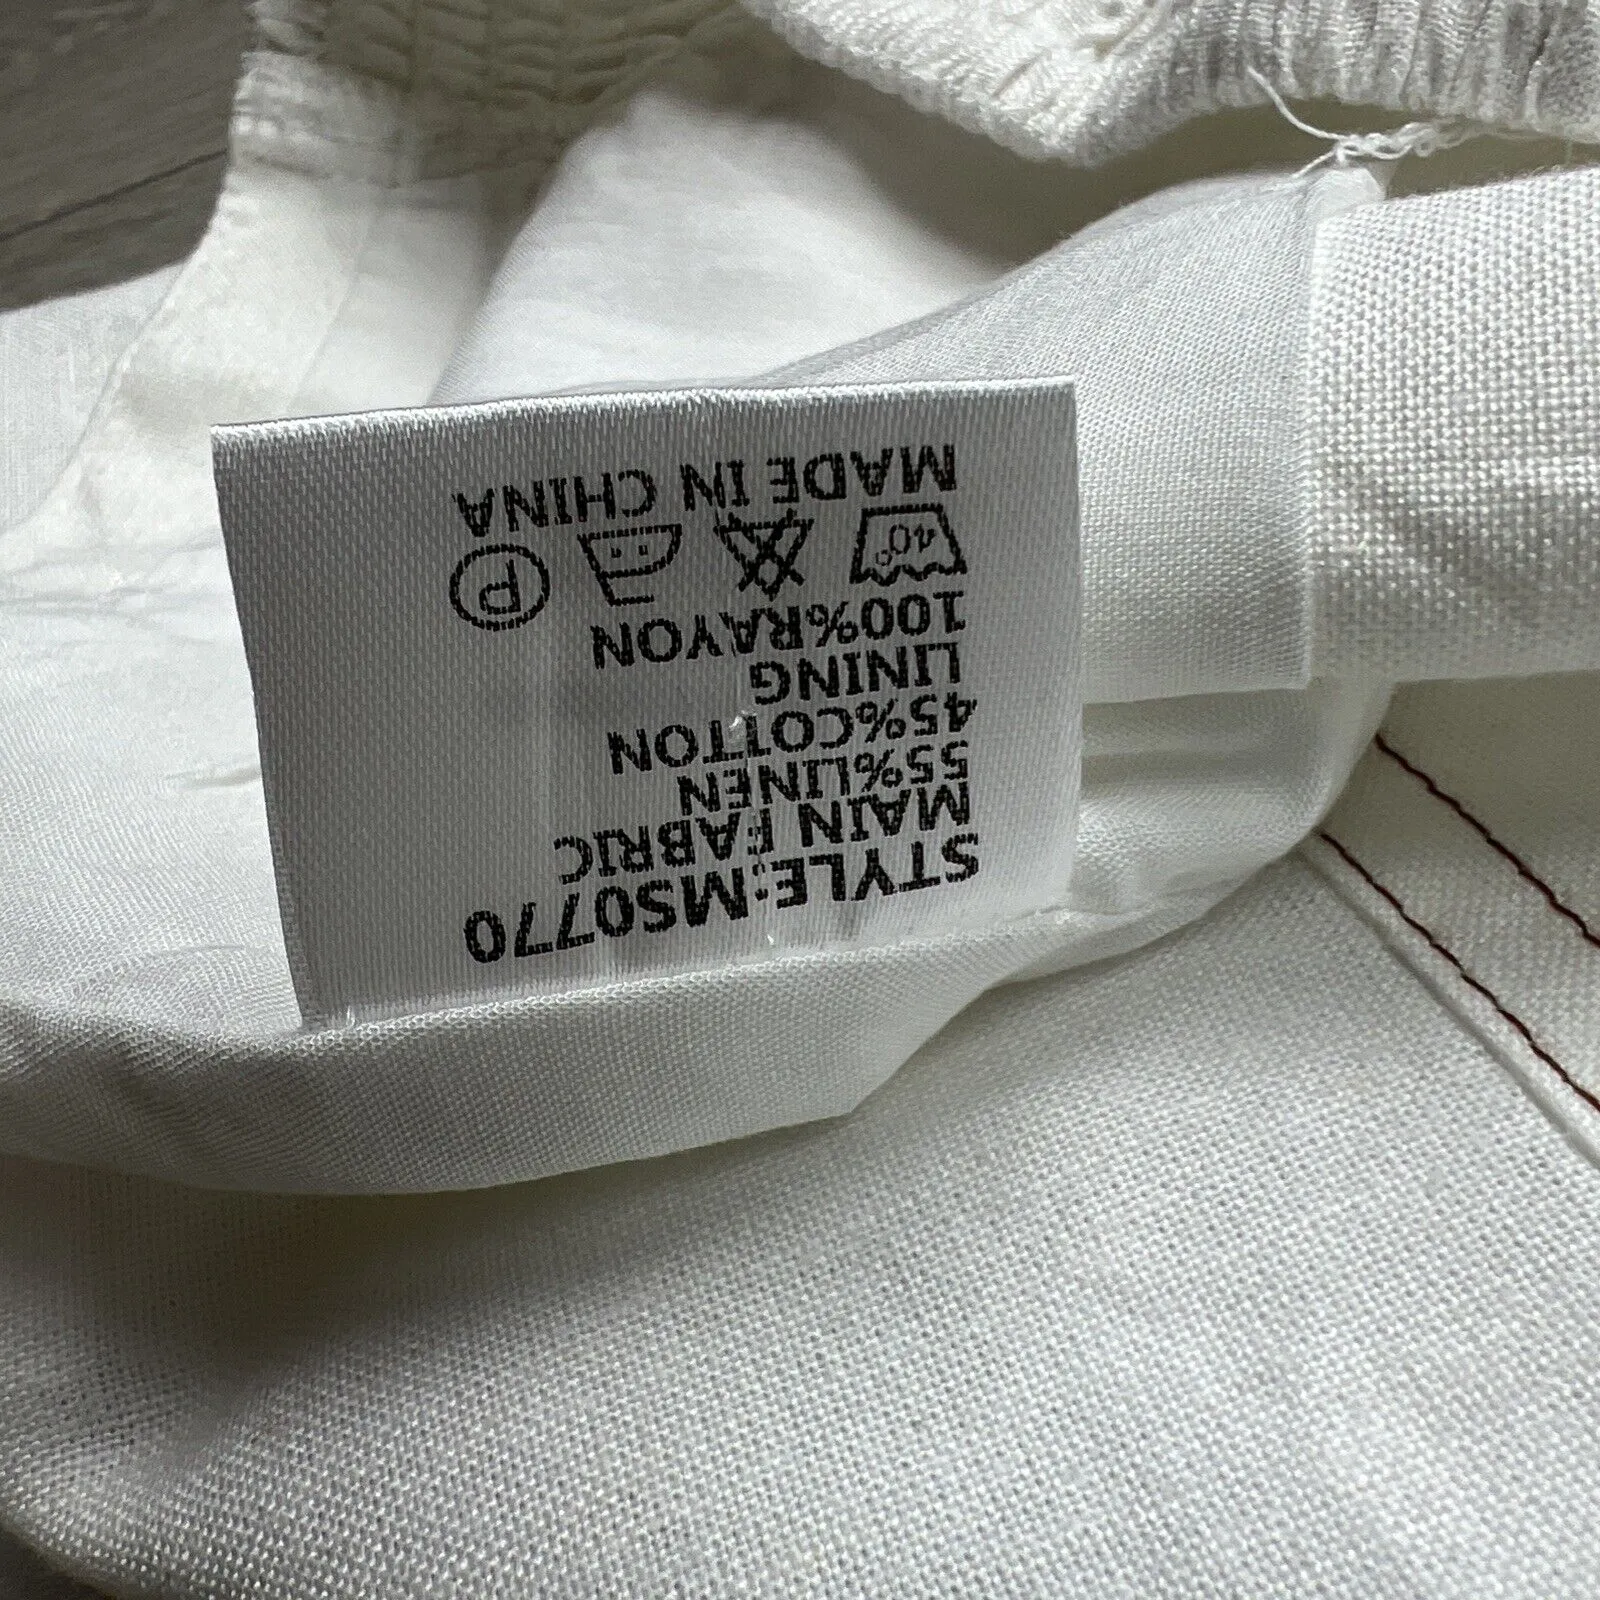 STYLE:MS0770
MAIN FABRIC
55%LINEN
45%COTTON
LINING
100%RAYON
40° P
MADE IN CHINA